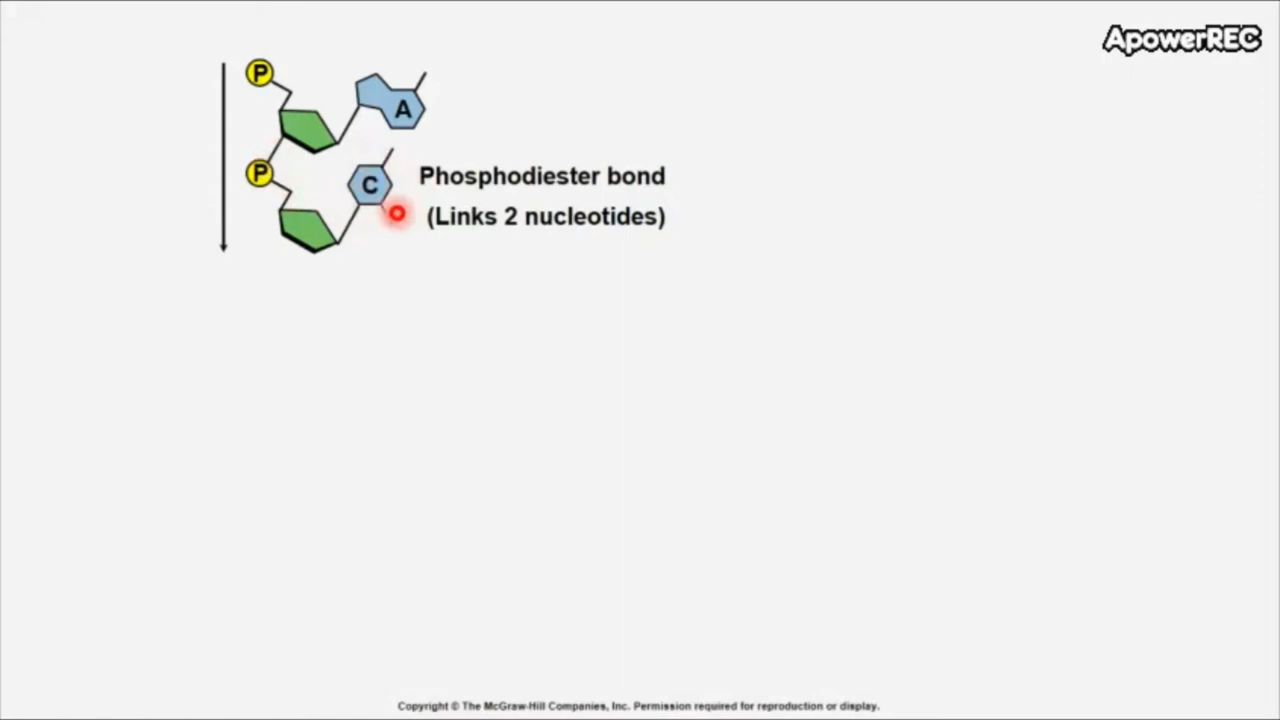 ApowerREC
P
A
P
C
Phosphodiester bond
(Links 2 nucleotides)
Copyright © The McGraw-Hill Companies, Inc. Permission required for reproduction or display.